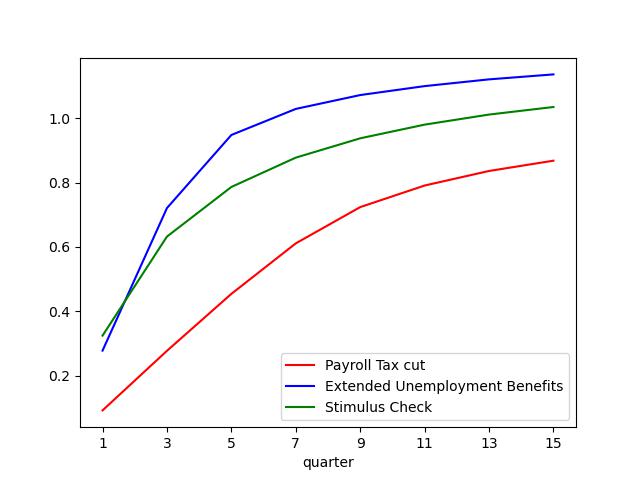 1.0
0.8
0.6
0.4
0.2
Payroll Tax cut
Extended Unemployment Benefits
Stimulus Check
1 3 5 7 9 11 13 15
quarter